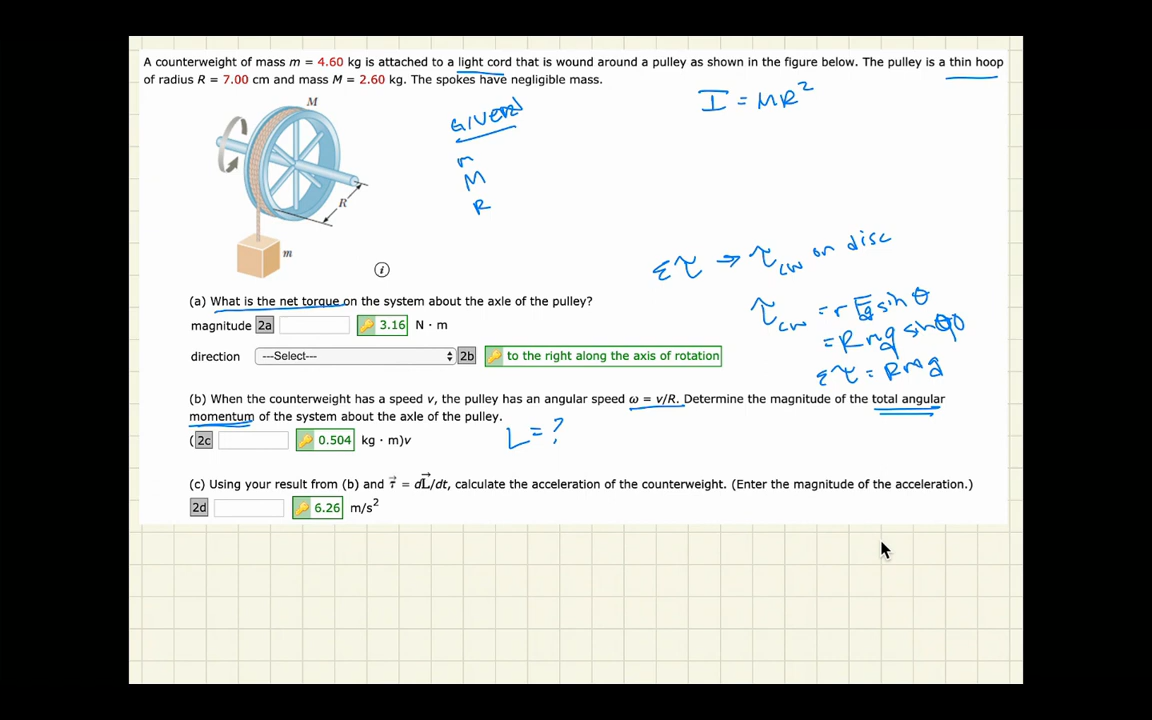 A counterweight of mass m = 4.60 kg is attached to a light cord that is wound around a pulley as shown in the figure below. The pulley is a thin hoop
of radius R = 7.00 cm and mass M = 2.60 kg. The spokes have negligible mass.
I = MR²
GIVENS
m
M
R
M
R
m
i
Στ → τcw on disc
τcw = r Fg sin θ
= R mg sin 90
Στ = Rmg
(a) What is the net torque on the system about the axle of the pulley?
magnitude 2a 3.16 N · m
direction ---Select--- 2b to the right along the axis of rotation
(b) When the counterweight has a speed v, the pulley has an angular speed ω = v/R. Determine the magnitude of the total angular
momentum of the system about the axle of the pulley.
(2c 0.504 kg · m)v
L = ?
(c) Using your result from (b) and τ⃗ = dL⃗/dt, calculate the acceleration of the counterweight. (Enter the magnitude of the acceleration.)
2d 6.26 m/s²